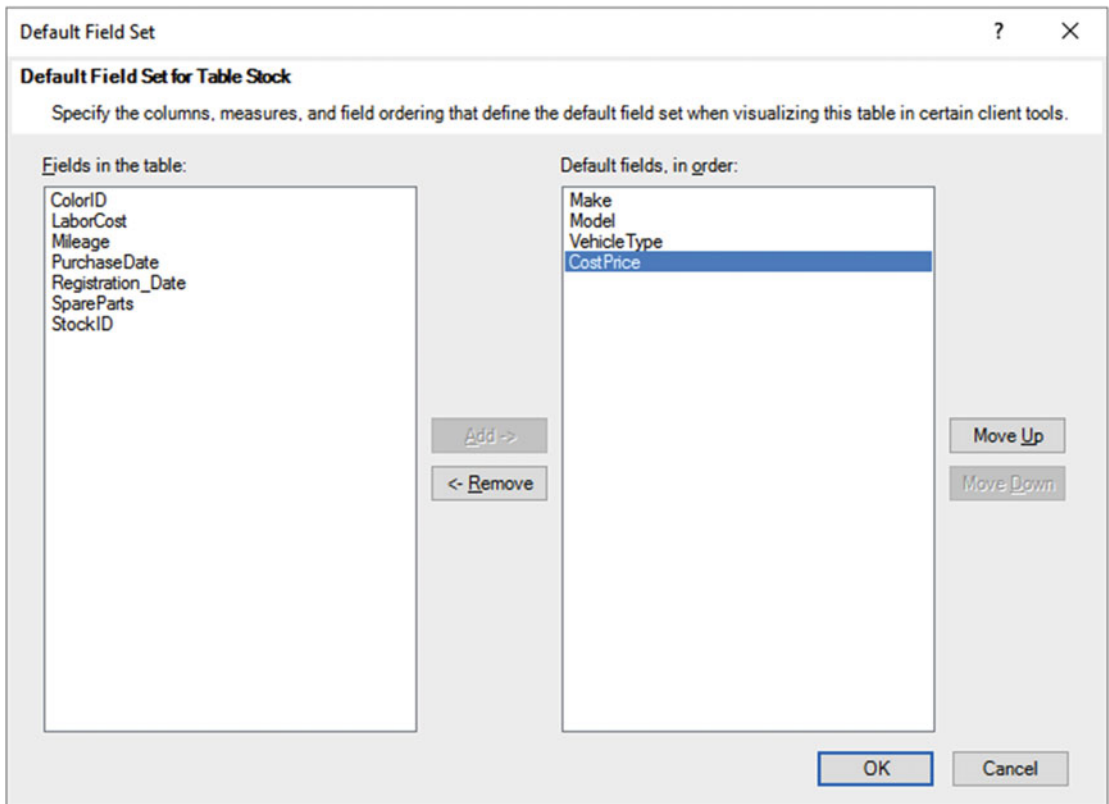 Default Field Set
?
Default Field Set for Table Stock
Specify the columns, measures, and field ordering that define the default field set when visualizing this table in certain client tools.
Fields in the table:
ColorID
LaborCost
Mileage
PurchaseDate
Registration_Date
SpareParts
StockID
Add ->
<- Remove
Default fields, in order:
Make
Model
VehicleType
CostPrice
Move Up
Move Down
OK
Cancel